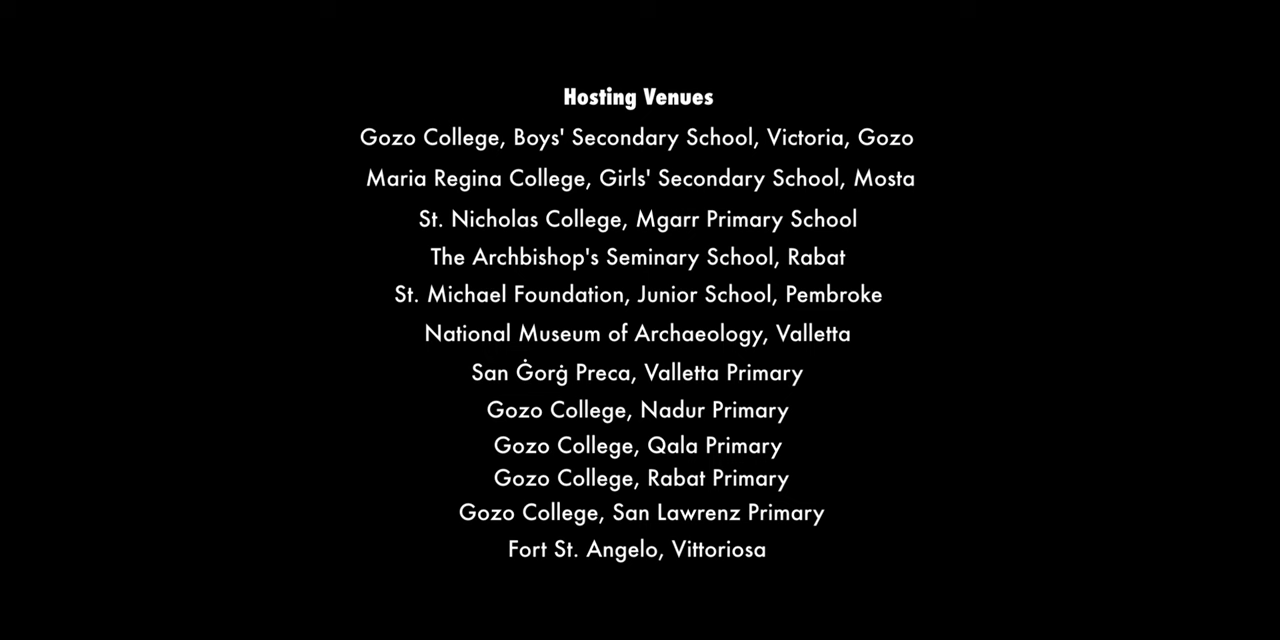 Hosting Venues
Gozo College, Boys' Secondary School, Victoria, Gozo
Maria Regina College, Girls' Secondary School, Mosta
St. Nicholas College, Mgarr Primary School
The Archbishop's Seminary School, Rabat
St. Michael Foundation, Junior School, Pembroke
National Museum of Archaeology, Valletta
San Ġorġ Preca, Valletta Primary
Gozo College, Nadur Primary
Gozo College, Qala Primary
Gozo College, Rabat Primary
Gozo College, San Lawrenz Primary
Fort St. Angelo, Vittoriosa